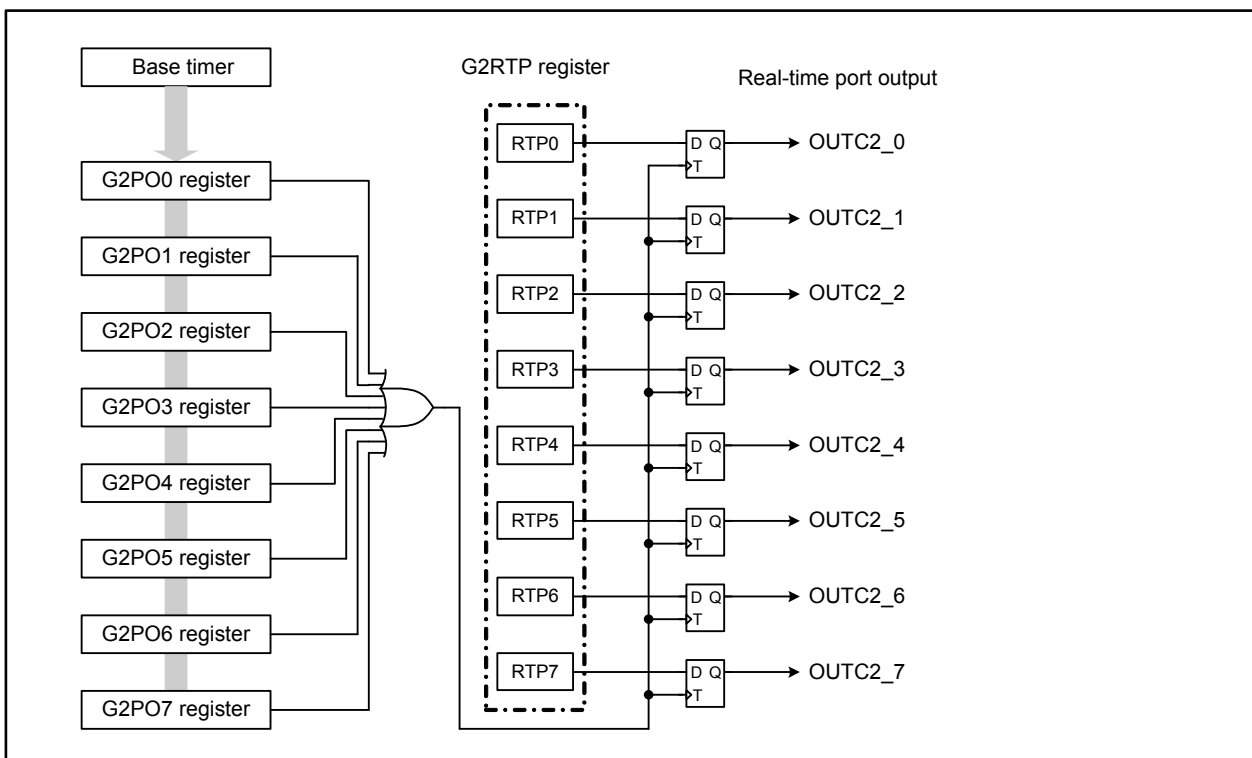 Base timer
G2PO0 register
G2PO1 register
G2PO2 register
G2PO3 register
G2PO4 register
G2PO5 register
G2PO6 register
G2PO7 register
G2RTP register
RTP0
RTP1
RTP2
RTP3
RTP4
RTP5
RTP6
RTP7
Real-time port output
D Q
T
OUTC2_0
D Q
T
OUTC2_1
D Q
T
OUTC2_2
D Q
T
OUTC2_3
D Q
T
OUTC2_4
D Q
T
OUTC2_5
D Q
T
OUTC2_6
D Q
T
OUTC2_7